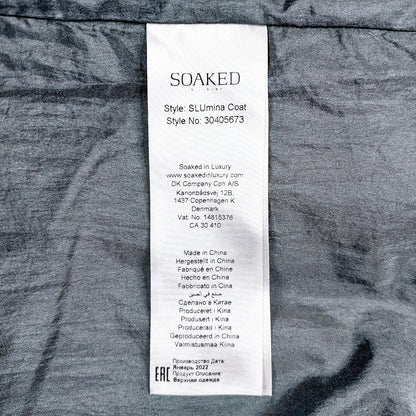 SOAKED
LUXURY
Style: SLUmina Coat
Style No: 30405673
Soaked in Luxury
www.soakedinluxury.com
DK Company Cph A/S
Kanonbådsvej 12B,
1437 Copenhagen K
Denmark
Vat. No. 14815376
CA 30 410
Made in China
Hergestellt in China
Fabriqué en Chine
Hecho en China
Fabbricato in Cina
صنع في الصين
Сделано в Китае
Produceret i Kina
Produsert i Kina
Producerad i Kina
Geproduceerd in China
Valmistusmaa Kiina
EAC
Производство Дата:
Январь 2022
Продукт Описание
Верхняя одежда